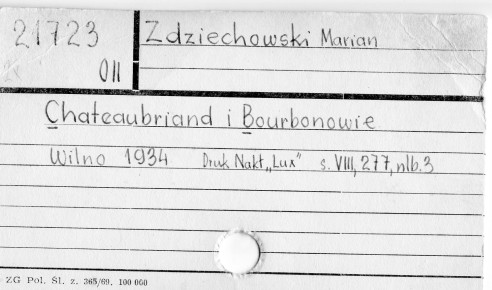 21723 Zdziechowski Marian
OII
Chateaubriand i Bourbonowie
Wilno 1934 Druk Nakł. „Lux" s. VIII, 277, nlb. 3
ZG Pol. Śl. z. 365/69. 100 000